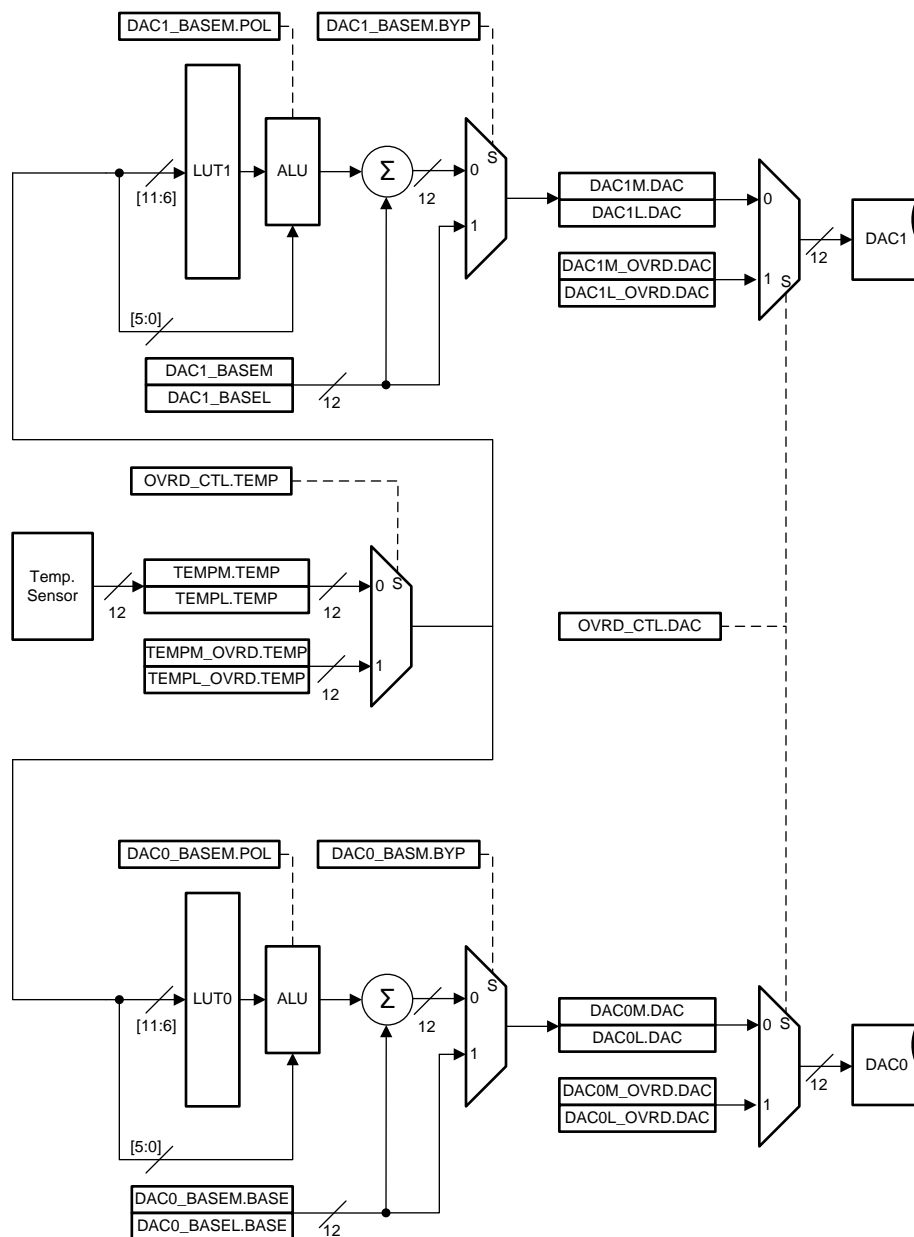 DAC1_BASEM.POL
DAC1_BASEM.BYP
LUT1
ALU
Σ
S
0
1
12
[11:6]
[5:0]
DAC1M.DAC
DAC1L.DAC
DAC1M_OVRD.DAC
DAC1L_OVRD.DAC
0
1
S
12
DAC1
DAC1_BASEM
DAC1_BASEL
12
OVRD_CTL.TEMP
Temp.
Sensor
12
TEMPM.TEMP
TEMPL.TEMP
12
TEMPM_OVRD.TEMP
TEMPL_OVRD.TEMP
12
0
S
1
OVRD_CTL.DAC
DAC0_BASEM.POL
DAC0_BASM.BYP
LUT0
ALU
Σ
S
0
1
12
[11:6]
[5:0]
DAC0M.DAC
DAC0L.DAC
DAC0M_OVRD.DAC
DAC0L_OVRD.DAC
0
S
1
12
DAC0
DAC0_BASEM.BASE
DAC0_BASEL.BASE
12